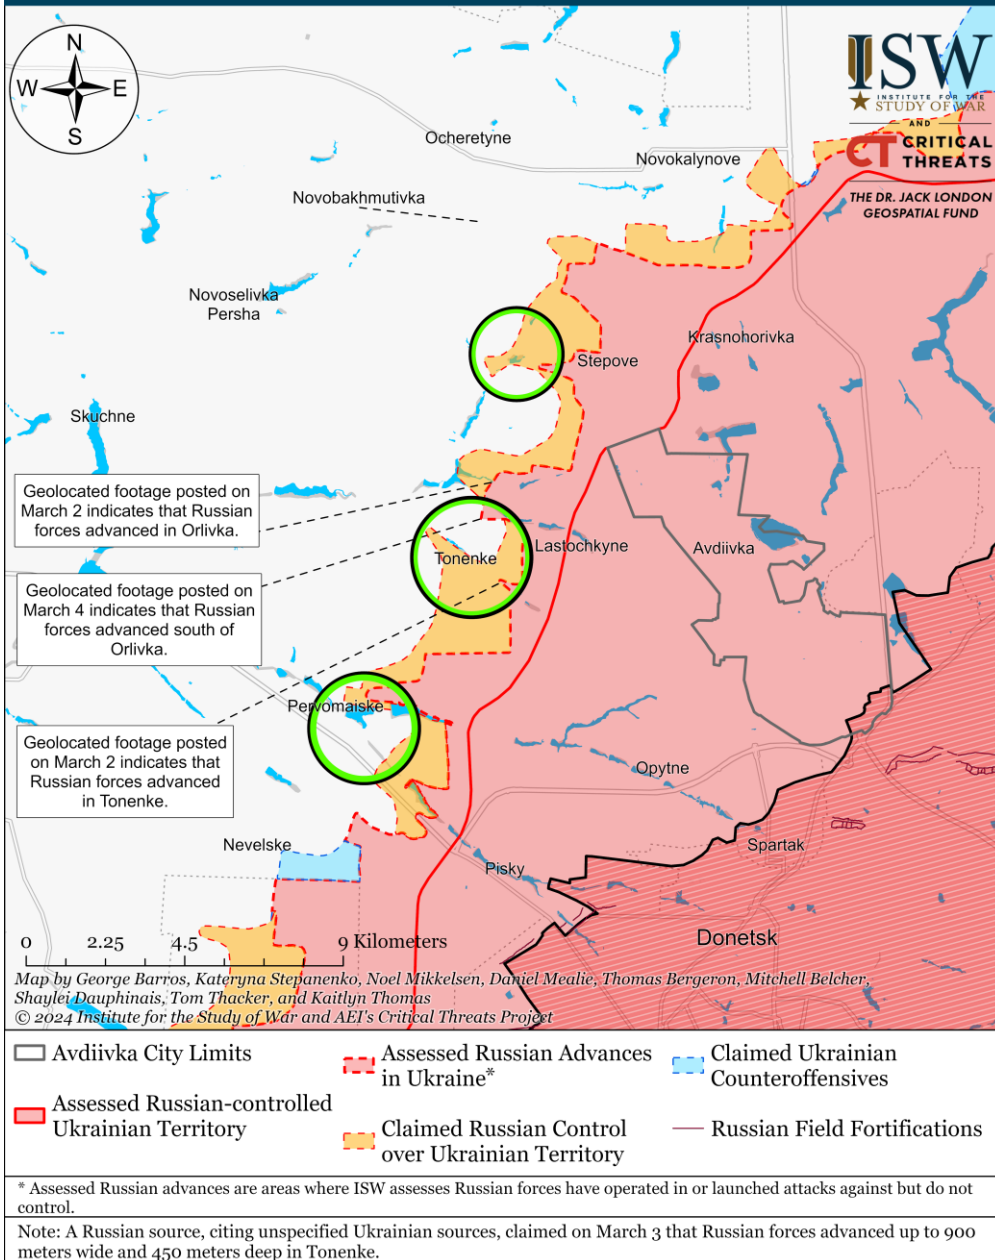 N
W
E
S
ISW
INSTITUTE FOR THE
STUDY OF WAR
AND
CT CRITICAL
THREATS
THE DR. JACK LONDON
GEOSPATIAL FUND
Ocheretyne
Novokalynove
Novobakhmutivka
Novoselivka
Persha
Krasnohorivka
Stepove
Skuchne
Geolocated footage posted on
March 2 indicates that Russian
forces advanced in Orlivka.
Lastochkyne
Avdiivka
Tonenke
Geolocated footage posted on
March 4 indicates that Russian
forces advanced south of
Orlivka.
Pervomaiske
Geolocated footage posted
on March 2 indicates that
Russian forces advanced
in Tonenke.
Opytne
Nevelske
Spartak
Pisky
Donetsk
0 2.25 4.5 9 Kilometers
Map by George Barros, Kateryna Stepanenko, Noel Mikkelsen, Daniel Mealie, Thomas Bergeron, Mitchell Belcher,
Shaylei Dauphinais, Tom Thacker, and Kaitlyn Thomas
© 2024 Institute for the Study of War and AEI's Critical Threats Project
Avdiivka City Limits
Assessed Russian-controlled
Ukrainian Territory
Assessed Russian Advances
in Ukraine*
Claimed Russian Control
over Ukrainian Territory
Claimed Ukrainian
Counteroffensives
Russian Field Fortifications
* Assessed Russian advances are areas where ISW assesses Russian forces have operated in or launched attacks against but do not
control.
Note: A Russian source, citing unspecified Ukrainian sources, claimed on March 3 that Russian forces advanced up to 900
meters wide and 450 meters deep in Tonenke.